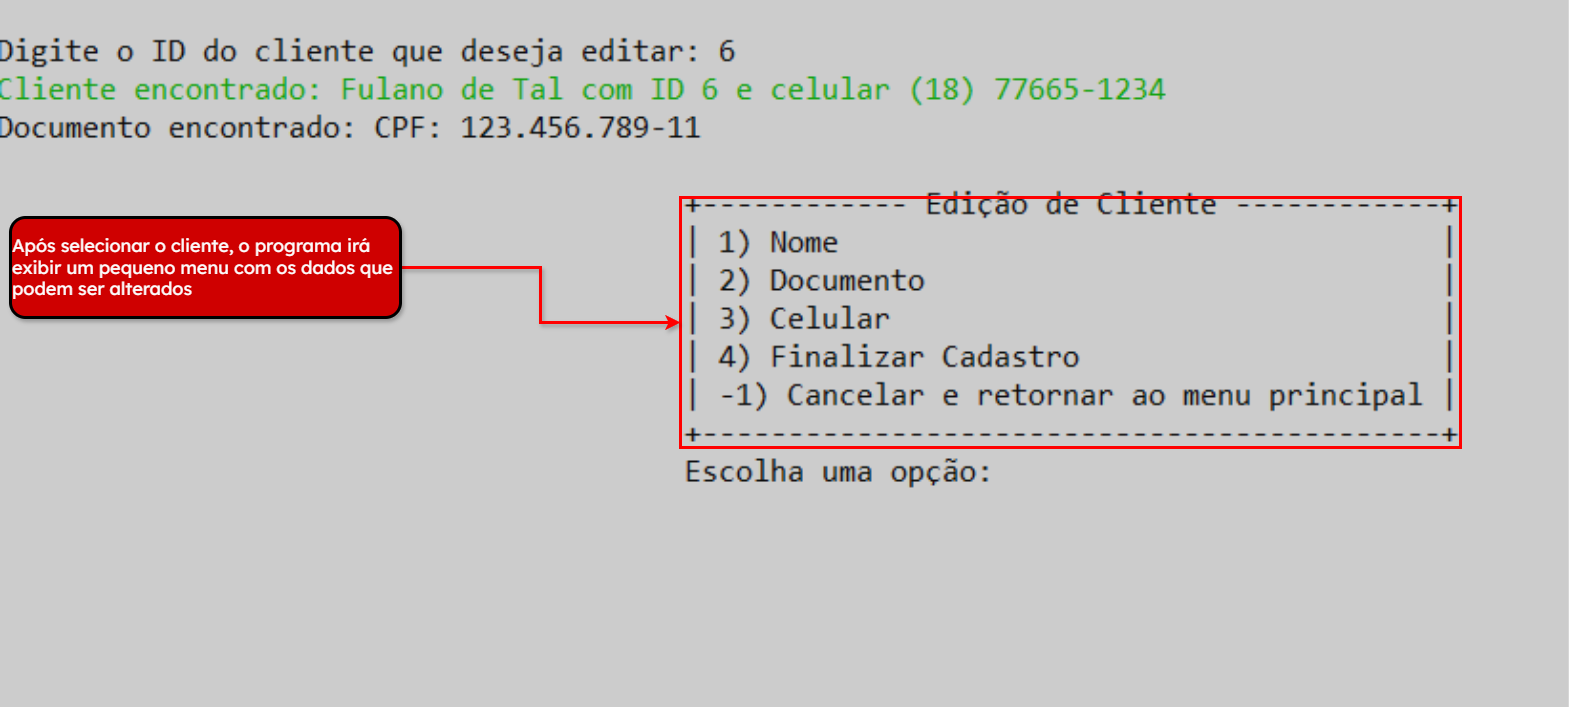 Digite o ID do cliente que deseja editar: 6
Cliente encontrado: Fulano de Tal com ID 6 e celular (18) 77665-1234
Documento encontrado: CPF: 123.456.789-11
Após selecionar o cliente, o programa irá
exibir um pequeno menu com os dados que
podem ser alterados
+------------ Edição de Cliente ------------+
| 1) Nome                                   |
| 2) Documento                              |
| 3) Celular                                |
| 4) Finalizar Cadastro                     |
| -1) Cancelar e retornar ao menu principal |
+-------------------------------------------+
Escolha uma opção: